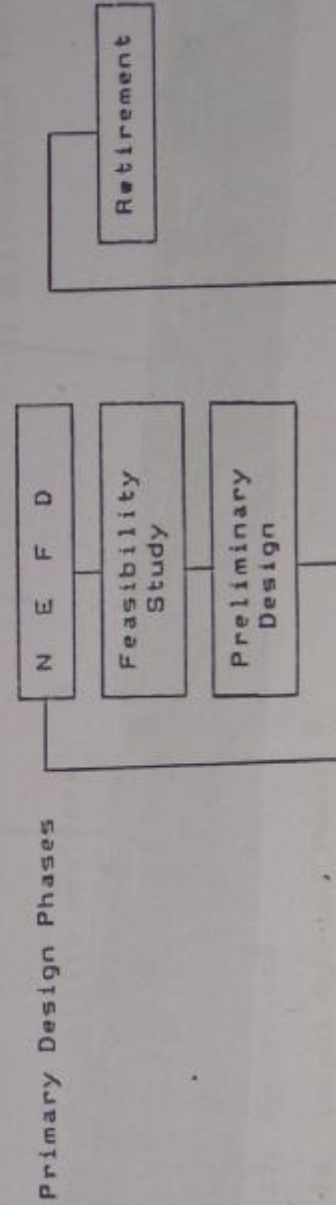 Primary Design Phases
N E F D
Feasibility
Study
Preliminary
Design
Retirement